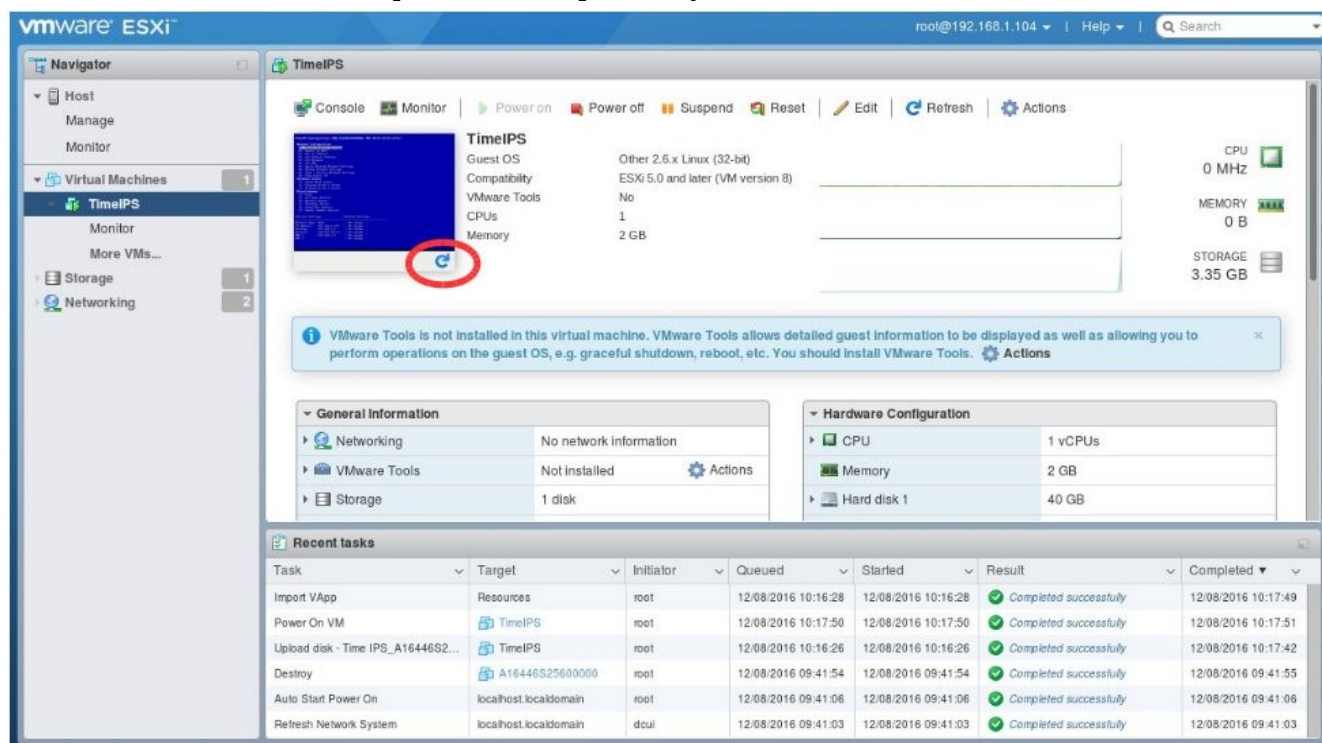 vmware ESXi™
root@192.168.1.104 | Help | Search
Navigator
Host
Manage
Monitor
Virtual Machines 1
TimeIPS
Monitor
More VMs...
Storage 1
Networking 2
TimeIPS
Console Monitor Power on Power off Suspend Reset Edit Refresh Actions
TimeIPS
Guest OS Other 2.6.x Linux (32-bit)
Compatibility ESXi 5.0 and later (VM version 8)
VMware Tools No
CPUs 1
Memory 2 GB
CPU
0 MHz
MEMORY
0 B
STORAGE
3.35 GB
VMware Tools is not installed in this virtual machine. VMware Tools allows detailed guest information to be displayed as well as allowing you to
perform operations on the guest OS, e.g. graceful shutdown, reboot, etc. You should install VMware Tools. Actions
General Information
Networking No network information
VMware Tools Not installed Actions
Storage 1 disk
Hardware Configuration
CPU 1 vCPUs
Memory 2 GB
Hard disk 1 40 GB
Recent tasks
Task Target Initiator Queued Started Result Completed ▼
Import VApp Resources root 12/08/2016 10:16:28 12/08/2016 10:16:28 Completed successfully 12/08/2016 10:17:49
Power On VM TimeIPS root 12/08/2016 10:17:50 12/08/2016 10:17:50 Completed successfully 12/08/2016 10:17:51
Upload disk - Time IPS_A16446S2... TimeIPS root 12/08/2016 10:16:26 12/08/2016 10:16:26 Completed successfully 12/08/2016 10:17:42
Destroy A16446S25600000 root 12/08/2016 09:41:54 12/08/2016 09:41:54 Completed successfully 12/08/2016 09:41:55
Auto Start Power On localhost.localdomain root 12/08/2016 09:41:06 12/08/2016 09:41:06 Completed successfully 12/08/2016 09:41:06
Refresh Network System localhost.localdomain dcui 12/08/2016 09:41:03 12/08/2016 09:41:03 Completed successfully 12/08/2016 09:41:03